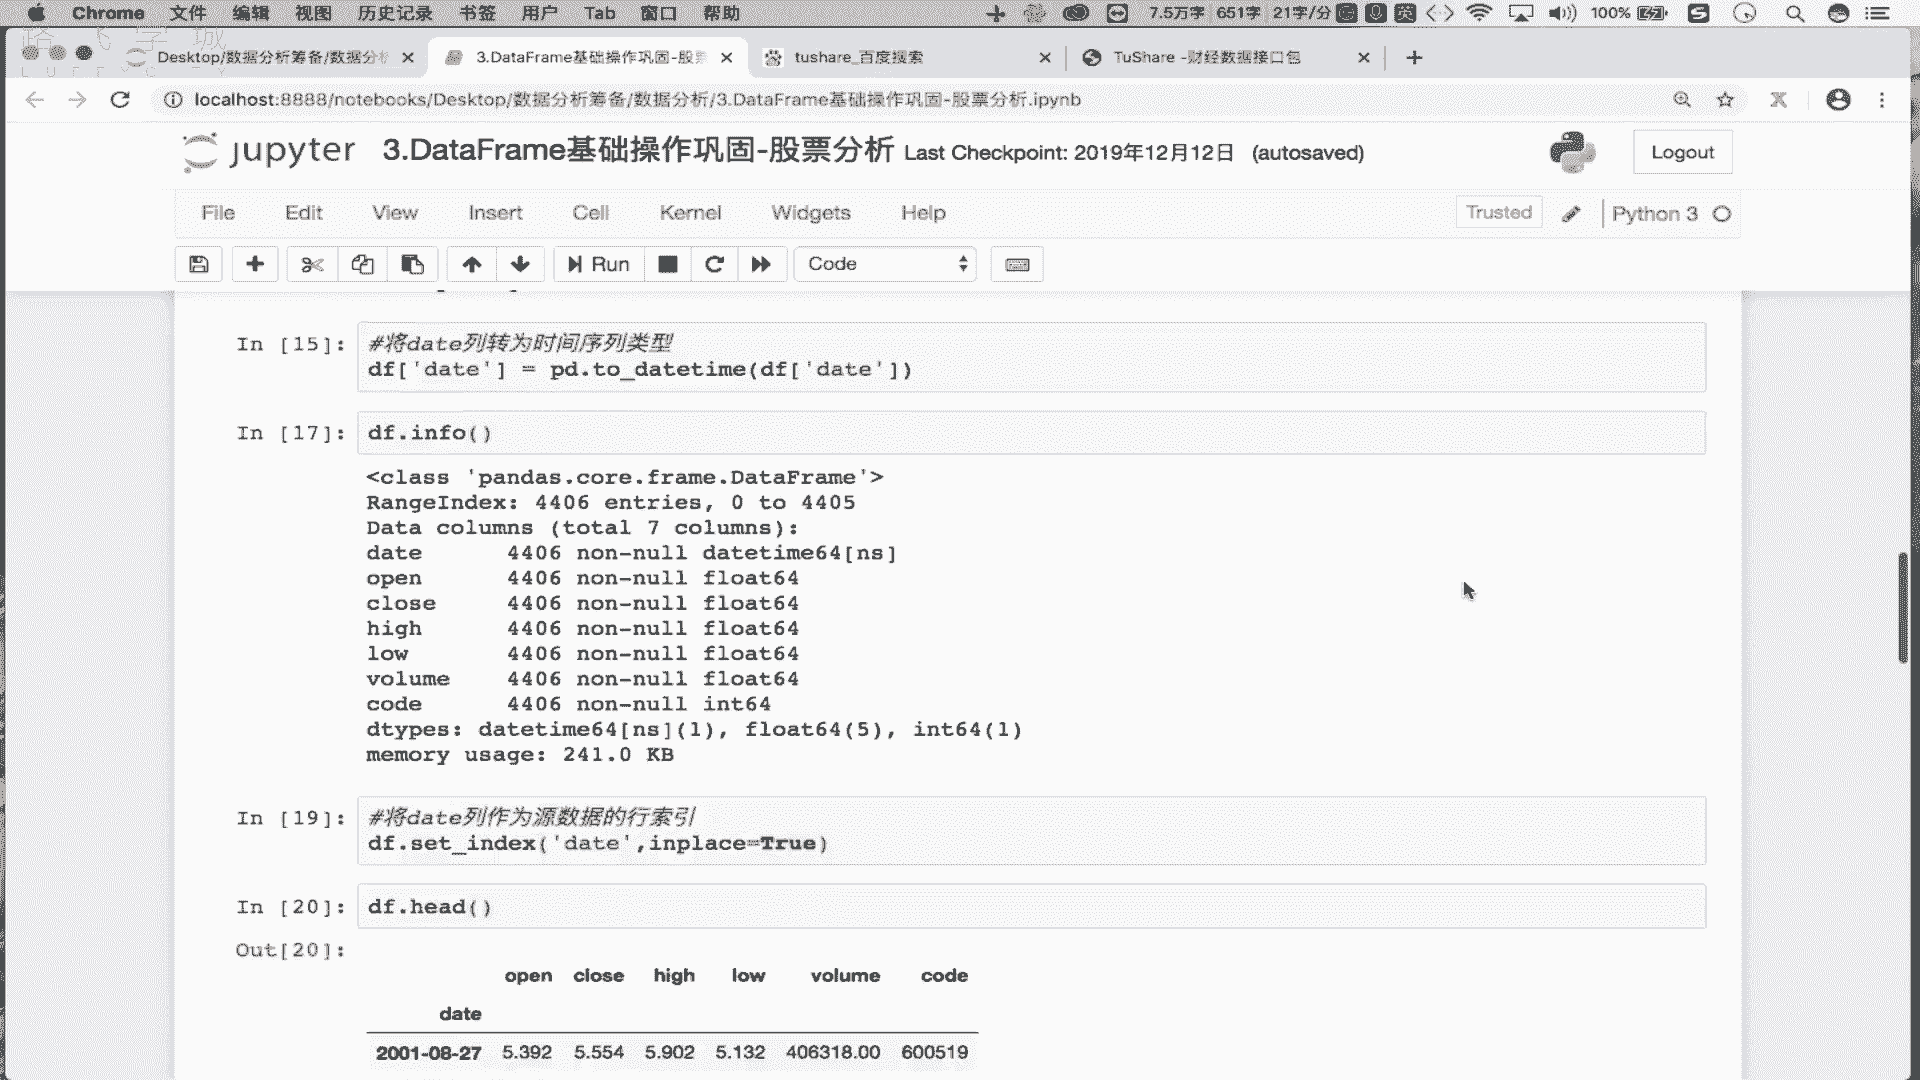 Chrome 文件 编辑 视图 历史记录 书签 用户 Tab 窗口 帮助 7.5万字 651字 21字/分 英 100%
Desktop/数据分析筹备/数据分析 3.DataFrame基础操作巩固-股票 tushare_百度搜索 TuShare -财经数据接口包
localhost:8888/notebooks/Desktop/数据分析筹备/数据分析/3.DataFrame基础操作巩固-股票分析.ipynb
jupyter 3.DataFrame基础操作巩固-股票分析 Last Checkpoint: 2019年12月12日 (autosaved) Logout
File Edit View Insert Cell Kernel Widgets Help Trusted Python 3
Run Code
In [15]: #将date列转为时间序列类型
df['date'] = pd.to_datetime(df['date'])
In [17]: df.info()
<class 'pandas.core.frame.DataFrame'>
RangeIndex: 4406 entries, 0 to 4405
Data columns (total 7 columns):
date 4406 non-null datetime64[ns]
open 4406 non-null float64
close 4406 non-null float64
high 4406 non-null float64
low 4406 non-null float64
volume 4406 non-null float64
code 4406 non-null int64
dtypes: datetime64[ns](1), float64(5), int64(1)
memory usage: 241.0 KB
In [19]: #将date列作为源数据的行索引
df.set_index('date',inplace=True)
In [20]: df.head()
Out[20]:
open close high low volume code
date
2001-08-27 5.392 5.554 5.902 5.132 406318.00 600519